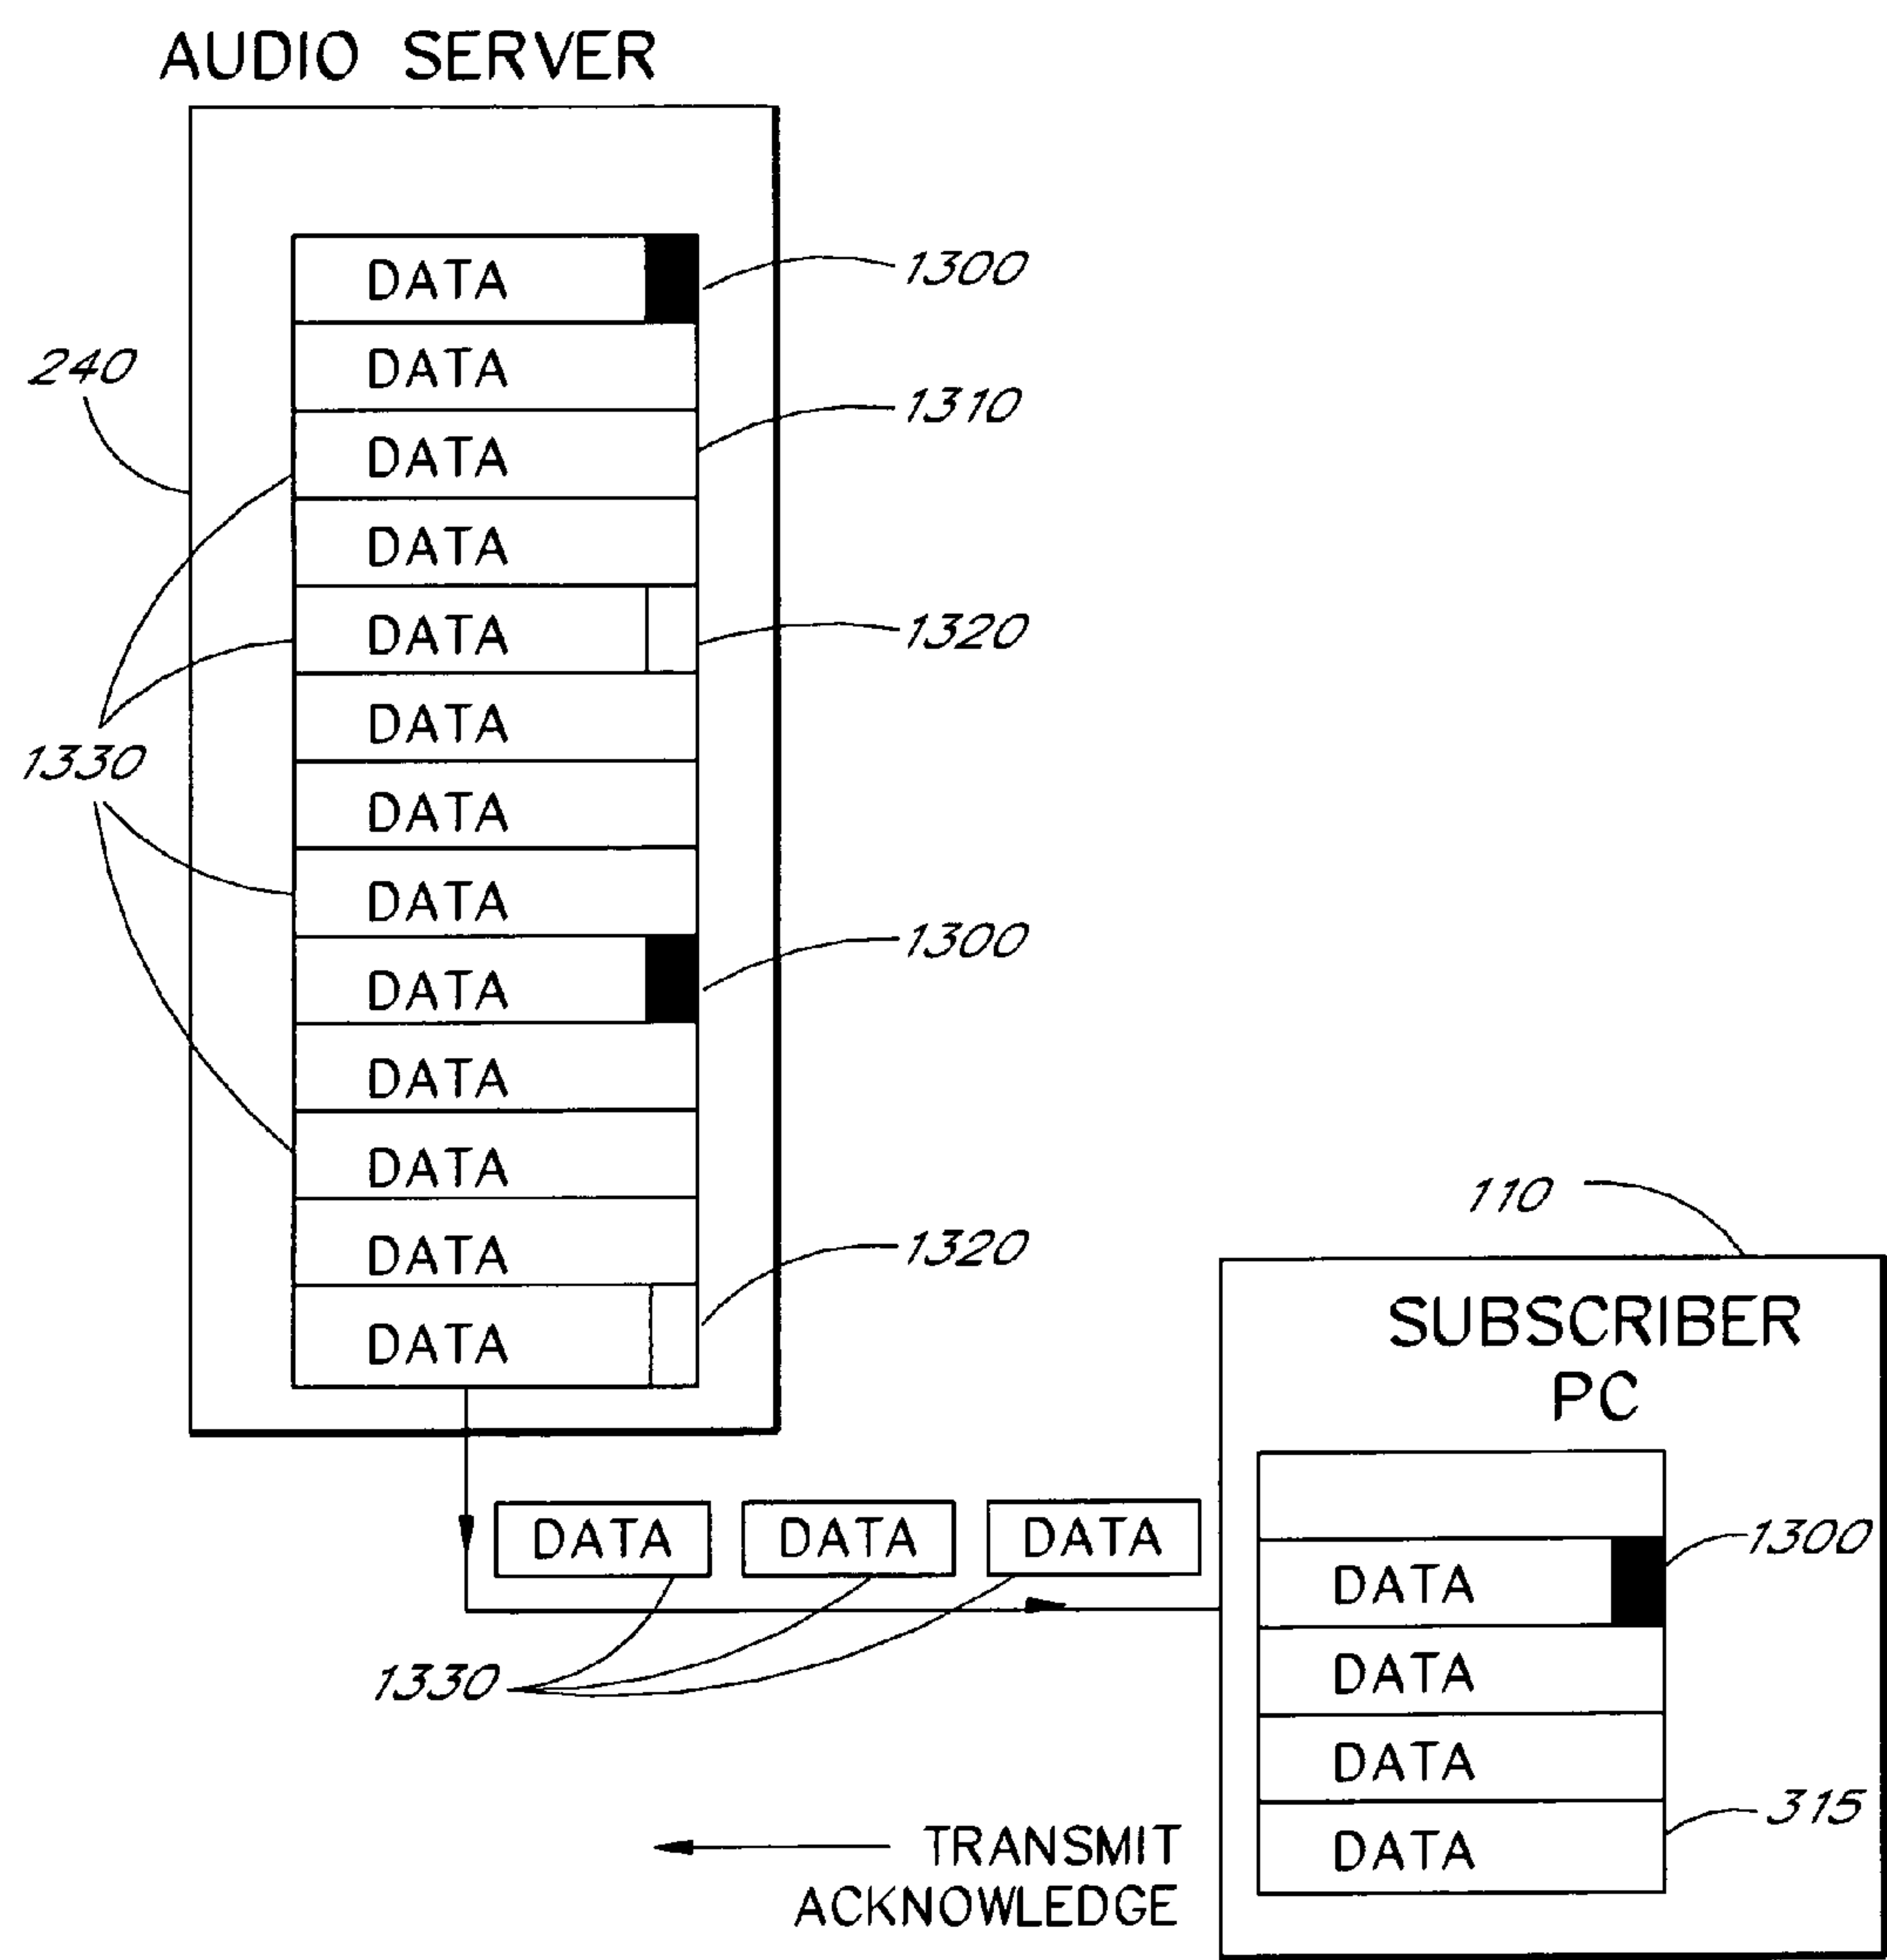 AUDIO SERVER
DATA
1300
DATA
240
1310
DATA
DATA
DATA
1320
DATA
1330
DATA
DATA
1300
DATA
DATA
DATA
110
DATA
1320
SUBSCRIBER
DATA
PC
DATA DATA DATA
1300
DATA
1330
DATA
DATA
315
TRANSMIT
DATA
ACKNOWLEDGE